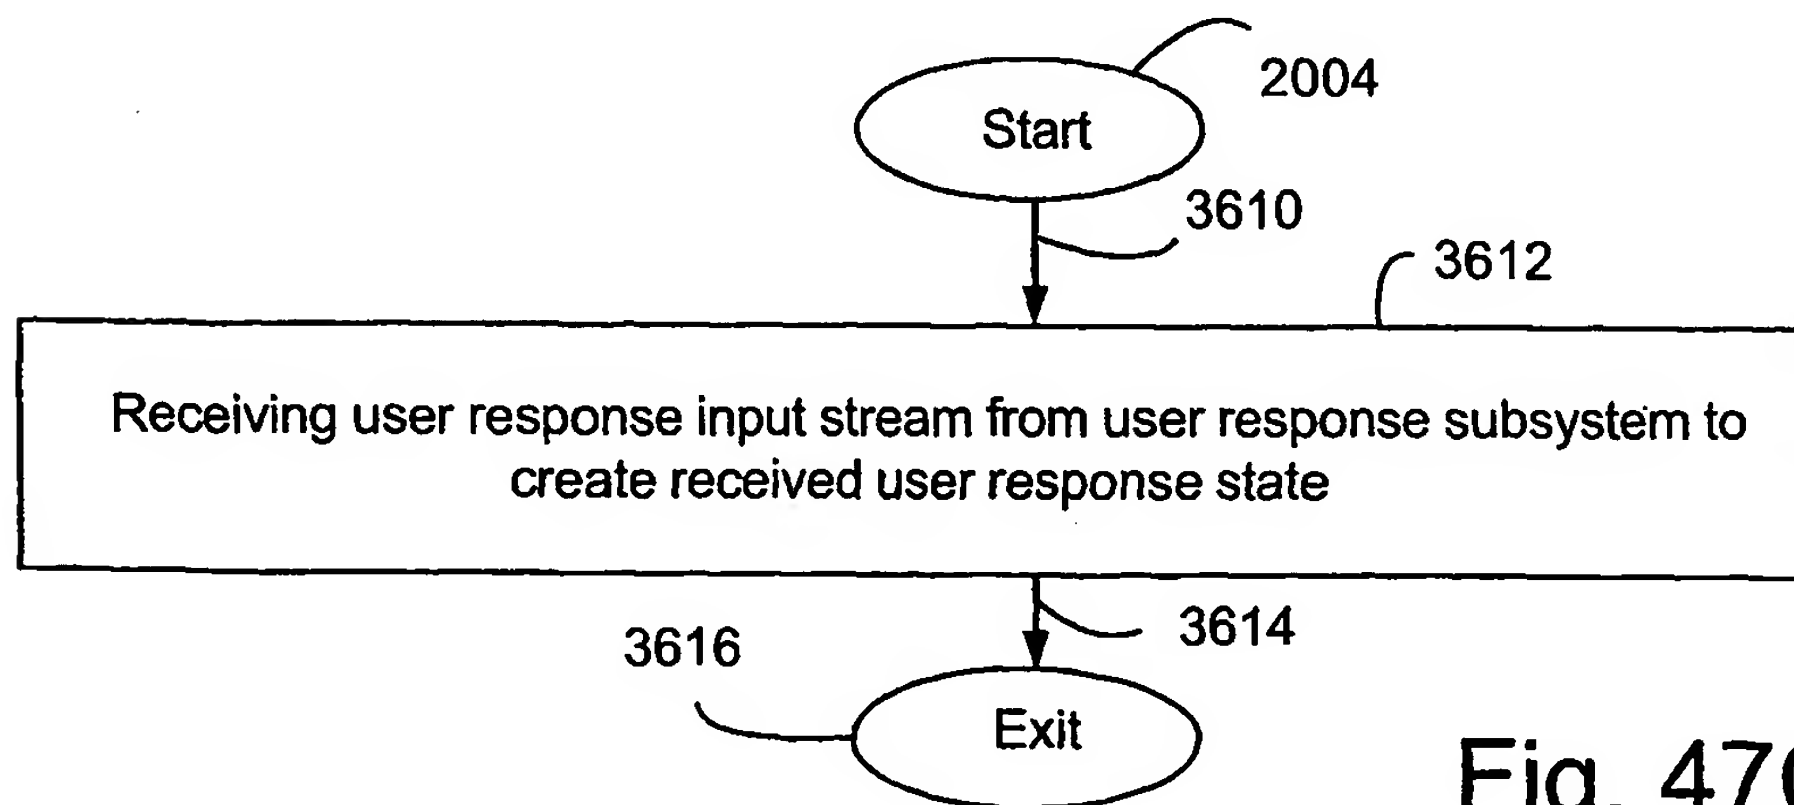 2004
Start
3610
3612
Receiving user response input stream from user response subsystem to
create received user response state
3614
3616
Exit
Fig.